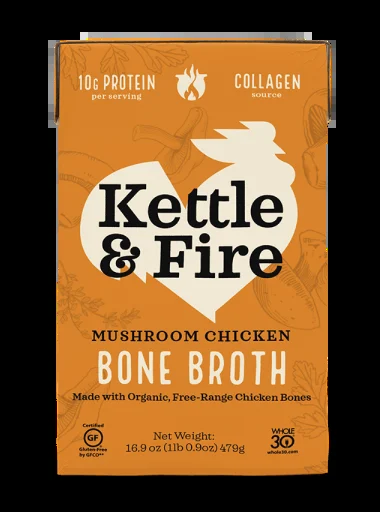 10G PROTEIN
per serving
COLLAGEN
source
Kettle
& Fire
MUSHROOM CHICKEN
BONE BROTH
Made with Organic, Free-Range Chicken Bones
Certified
GF
Gluten-Free
by GFCO™
Net Weight:
16.9 oz (1lb 0.9oz) 479g
WHOLE
30
whole30.com